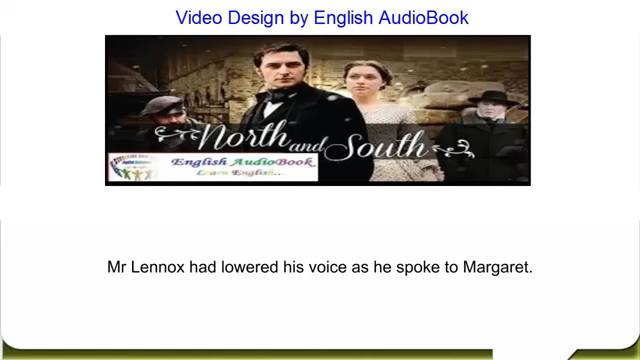 Video Design by English AudioBook
North and South
English AudioBook
Learn English...
Mr Lennox had lowered his voice as he spoke to Margaret.